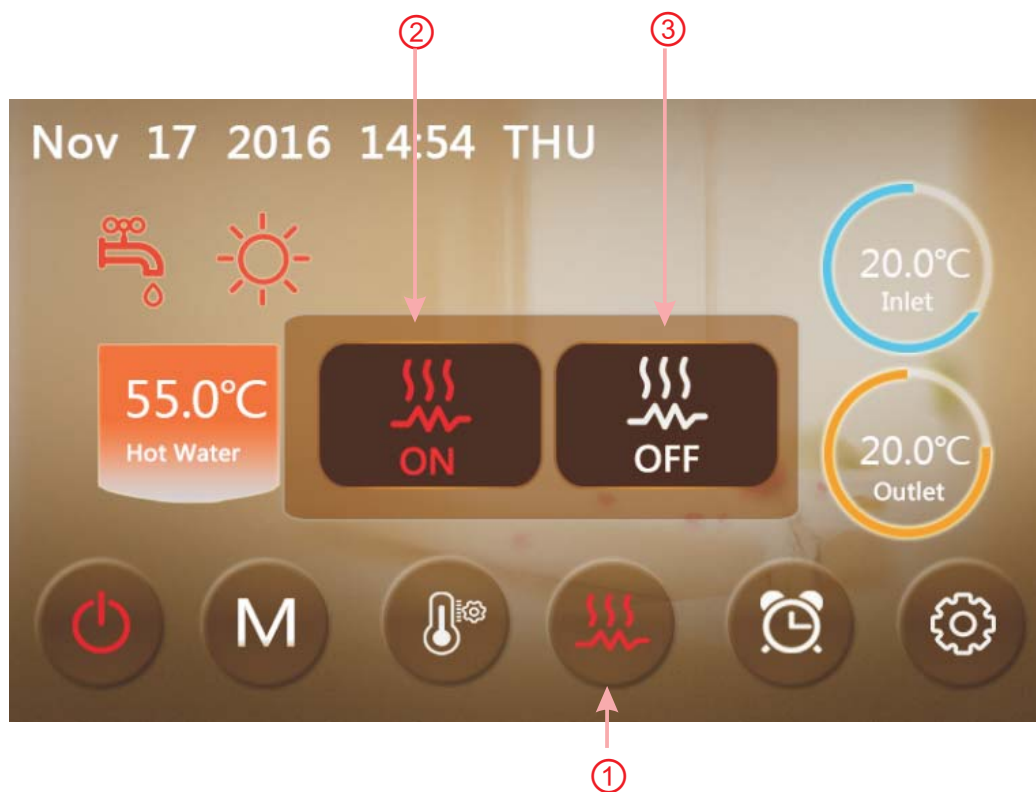 ② ③
Nov 17 2016 14:54 THU
20.0℃
Inlet
55.0℃
Hot Water
ON OFF
20.0℃
Outlet
M
①